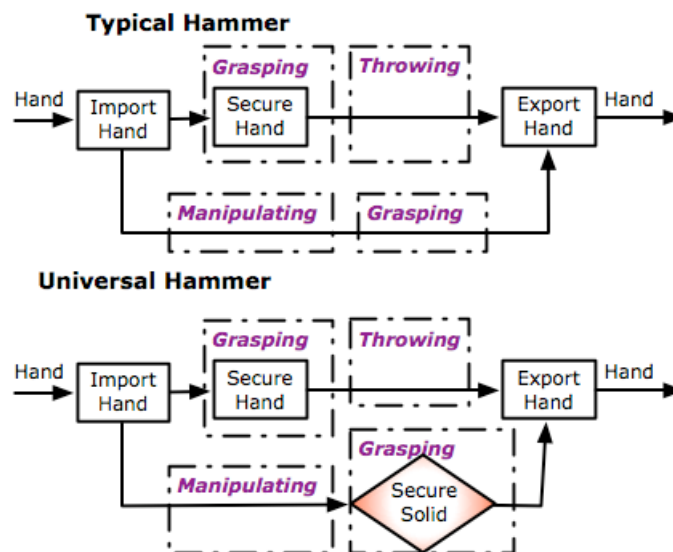 Typical Hammer
Grasping
Throwing
Hand
Import
Hand
Secure
Hand
Export
Hand
Hand
Manipulating
Grasping
Universal Hammer
Grasping
Throwing
Hand
Import
Hand
Secure
Hand
Export
Hand
Hand
Grasping
Manipulating
Secure
Solid